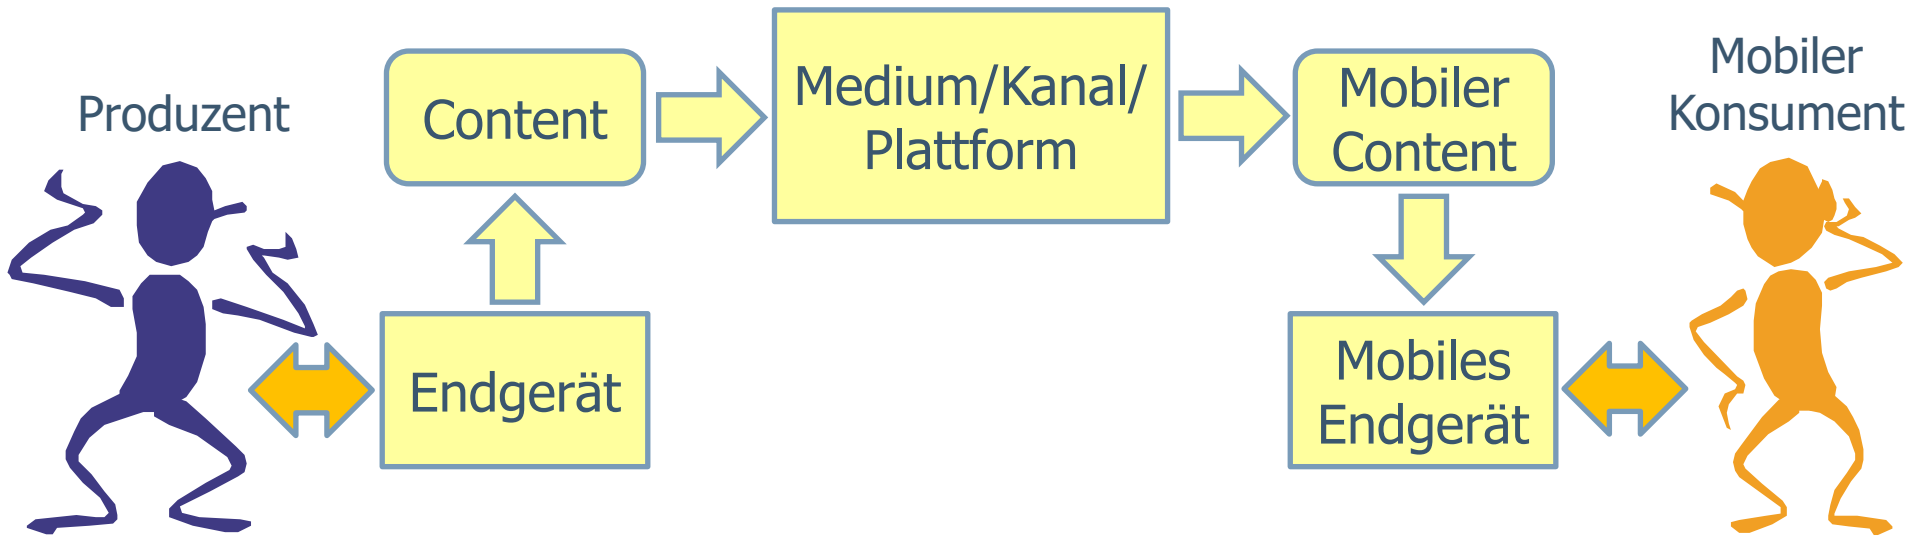 Produzent
Content
Medium/Kanal/
Plattform
Mobiler
Content
Mobiler
Konsument
Endgerät
Mobiles
Endgerät